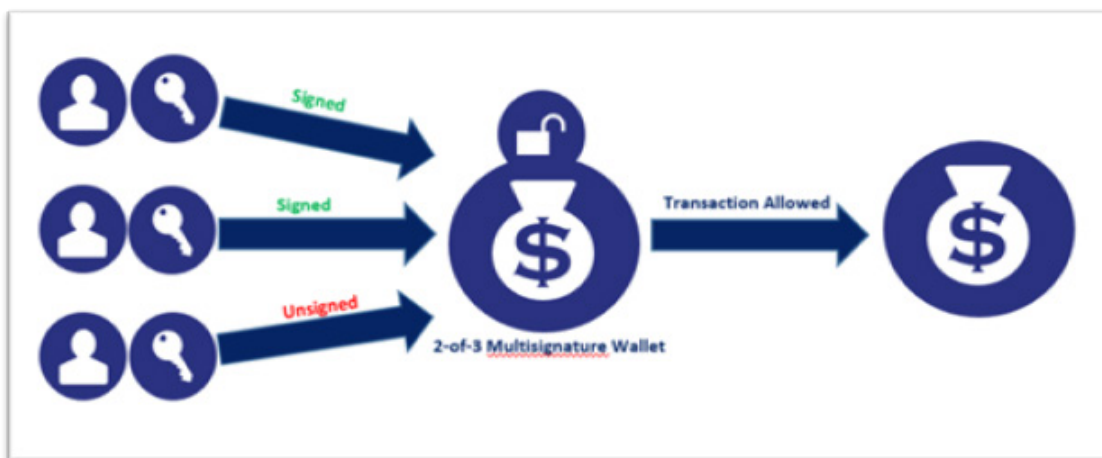 Signed
Signed
Unsigned
Transaction Allowed
2-of-3 Multisignature Wallet
$
$